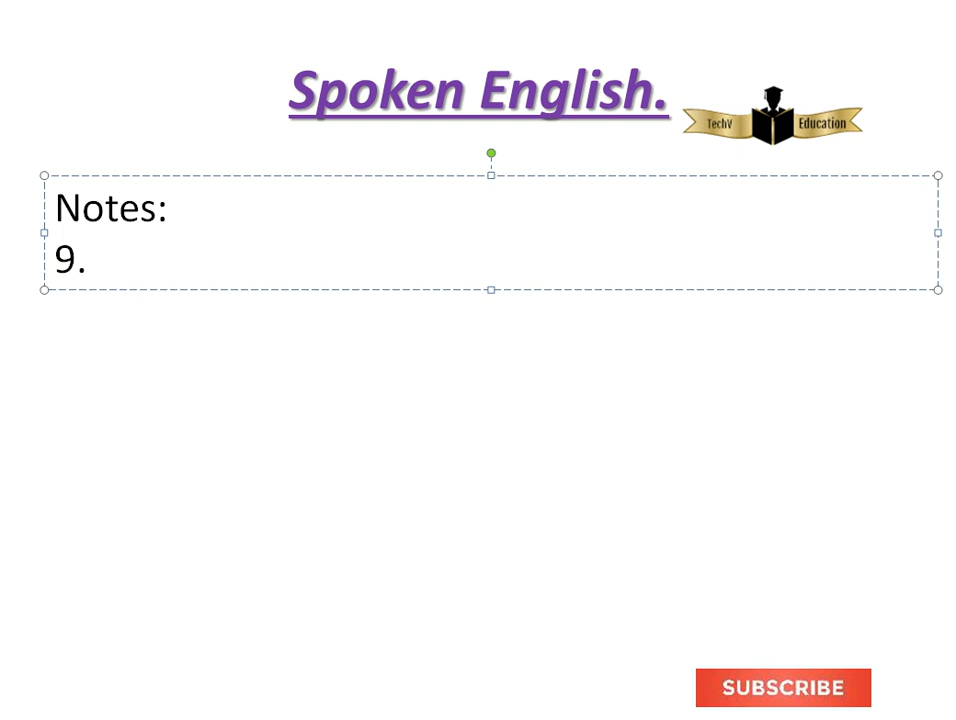 Spoken English.
TechV Education
Notes:
9.
SUBSCRIBE